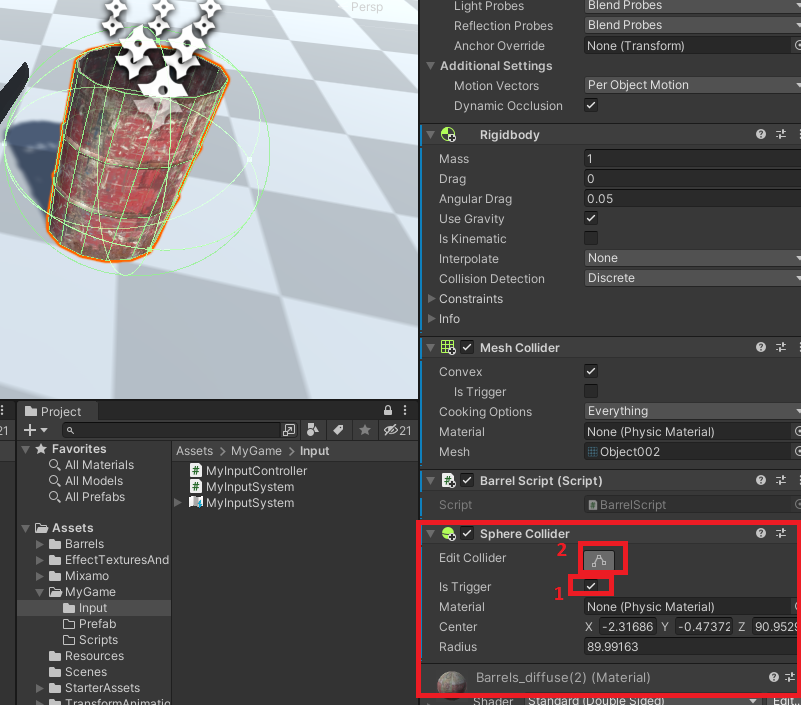 Persp
Light Probes Blend Probes
Reflection Probes Blend Probes
Anchor Override None (Transform)
Additional Settings
Motion Vectors Per Object Motion
Dynamic Occlusion
Rigidbody
Mass 1
Drag 0
Angular Drag 0.05
Use Gravity
Is Kinematic
Interpolate None
Collision Detection Discrete
Constraints
Info
Mesh Collider
Convex
Is Trigger
Cooking Options Everything
Material None (Physic Material)
Mesh Object002
Barrel Script (Script)
Script BarrelScript
Sphere Collider
Edit Collider 2
Is Trigger 1
Material None (Physic Material)
Center X -2.31686 Y -0.47372 Z 90.9529
Radius 89.99163
Barrels_diffuse(2) (Material)
Shader Standard (Double Sided) Edit
Project
21
21
Favorites
All Materials
All Models
All Prefabs
Assets
Barrels
EffectTexturesAnd
Mixamo
MyGame
Input
Prefab
Scripts
Resources
Scenes
StarterAssets
TransformAnimatio
Assets MyGame Input
MyInputController
MyInputSystem
MyInputSystem